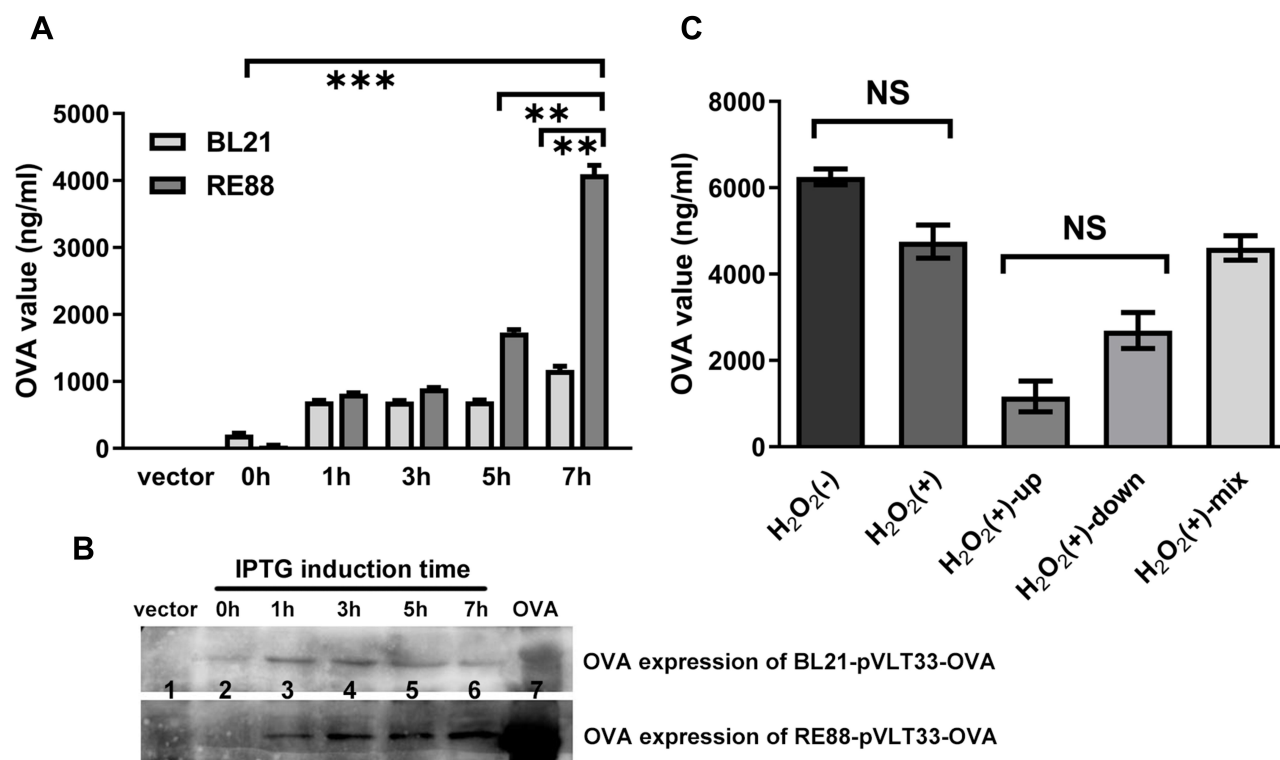 A
***
**
**
BL21
RE88
OVA value (ng/ml)
5000
4000
3000
2000
1000
0
vector 0h 1h 3h 5h 7h
B
IPTG induction time
vector 0h 1h 3h 5h 7h OVA
OVA expression of BL21-pVLT33-OVA
1 2 3 4 5 6 7
OVA expression of RE88-pVLT33-OVA
C
NS
NS
OVA value (ng/ml)
8000
6000
4000
2000
0
H₂O₂(-)
H₂O₂(+)
H₂O₂(+)-up
H₂O₂(+)-down
H₂O₂(+)-mix